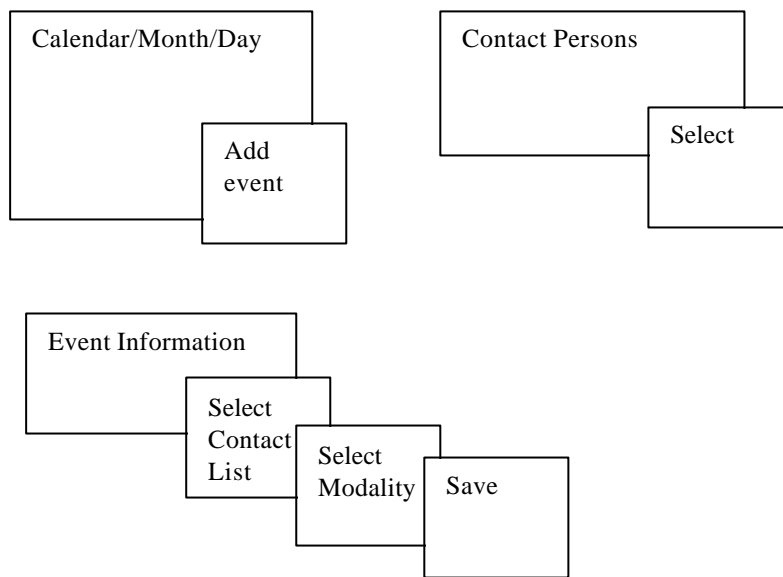 Calendar/Month/Day
Add
event
Contact Persons
Select
Event Information
Select
Contact
List
Select
Modality
Save